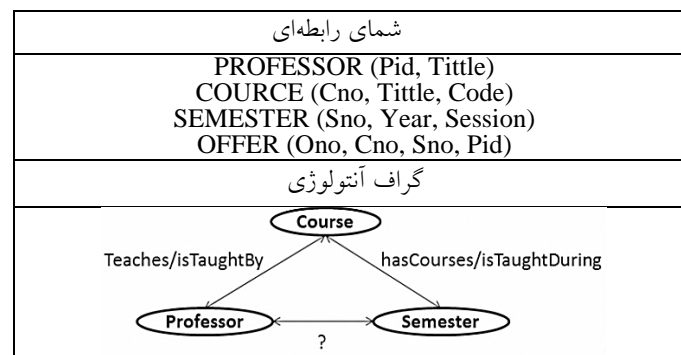 شمای رابطه‌ای
PROFESSOR (Pid, Tittle)
COURCE (Cno, Tittle, Code)
SEMESTER (Sno, Year, Session)
OFFER (Ono, Cno, Sno, Pid)
گراف آنتولوژی
Course
Teaches/isTaughtBy hasCourses/isTaughtDuring
Professor Semester
?